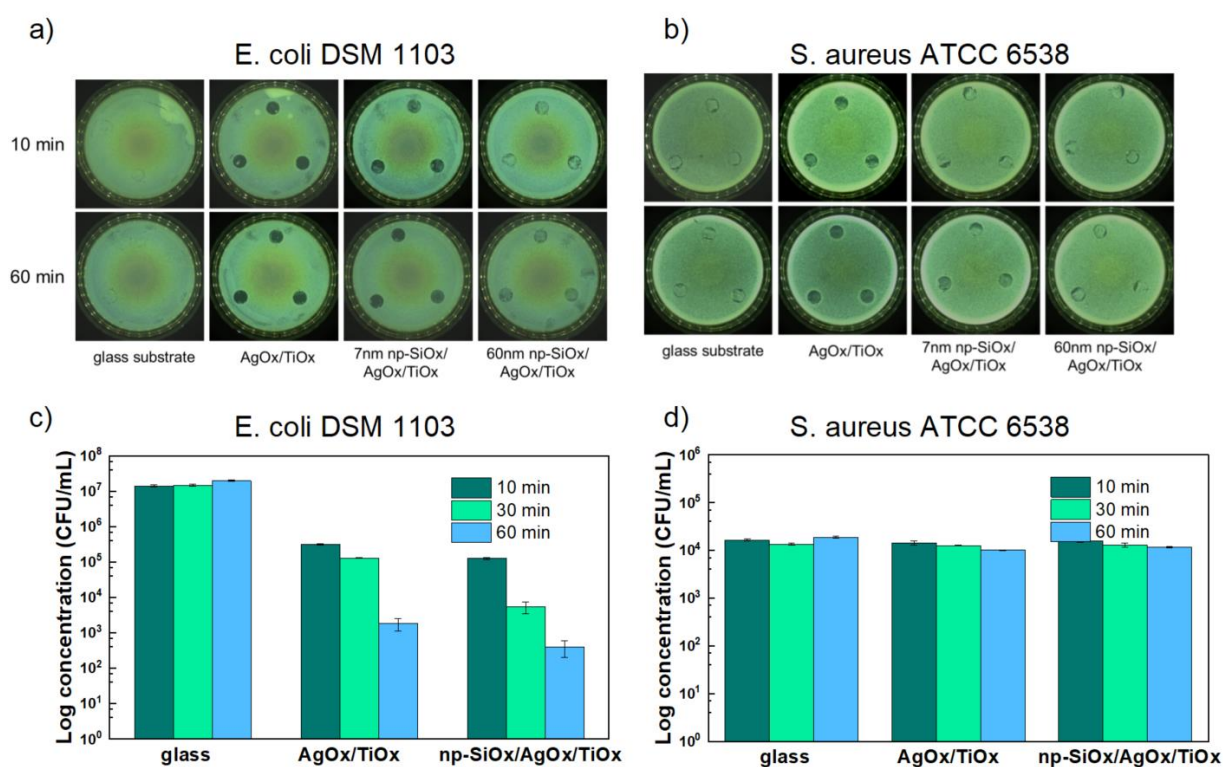 a)
E. coli DSM 1103
10 min
60 min
glass substrate
AgOx/TiOx
7nm np-SiOx/
AgOx/TiOx
60nm np-SiOx/
AgOx/TiOx
b)
S. aureus ATCC 6538
glass substrate
AgOx/TiOx
7nm np-SiOx/
AgOx/TiOx
60nm np-SiOx/
AgOx/TiOx
c)
E. coli DSM 1103
Log concentration (CFU/mL)
10⁸
10⁷
10⁶
10⁵
10⁴
10³
10²
10¹
10⁰
10 min
30 min
60 min
glass
AgOx/TiOx
np-SiOx/AgOx/TiOx
d)
S. aureus ATCC 6538
Log concentration (CFU/mL)
10⁶
10⁵
10⁴
10³
10²
10¹
10⁰
10 min
30 min
60 min
glass
AgOx/TiOx
np-SiOx/AgOx/TiOx